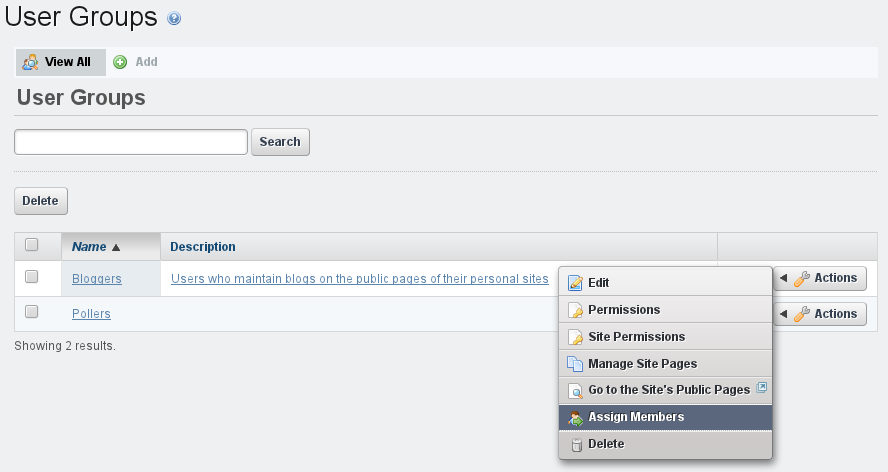 User Groups
View All Add
User Groups
Search
Delete
Name Description
Bloggers Users who maintain blogs on the public pages of their personal sites Actions
Edit
Permissions
Pollers Actions
Site Permissions
Showing 2 results.
Manage Site Pages
Go to the Site's Public Pages
Assign Members
Delete